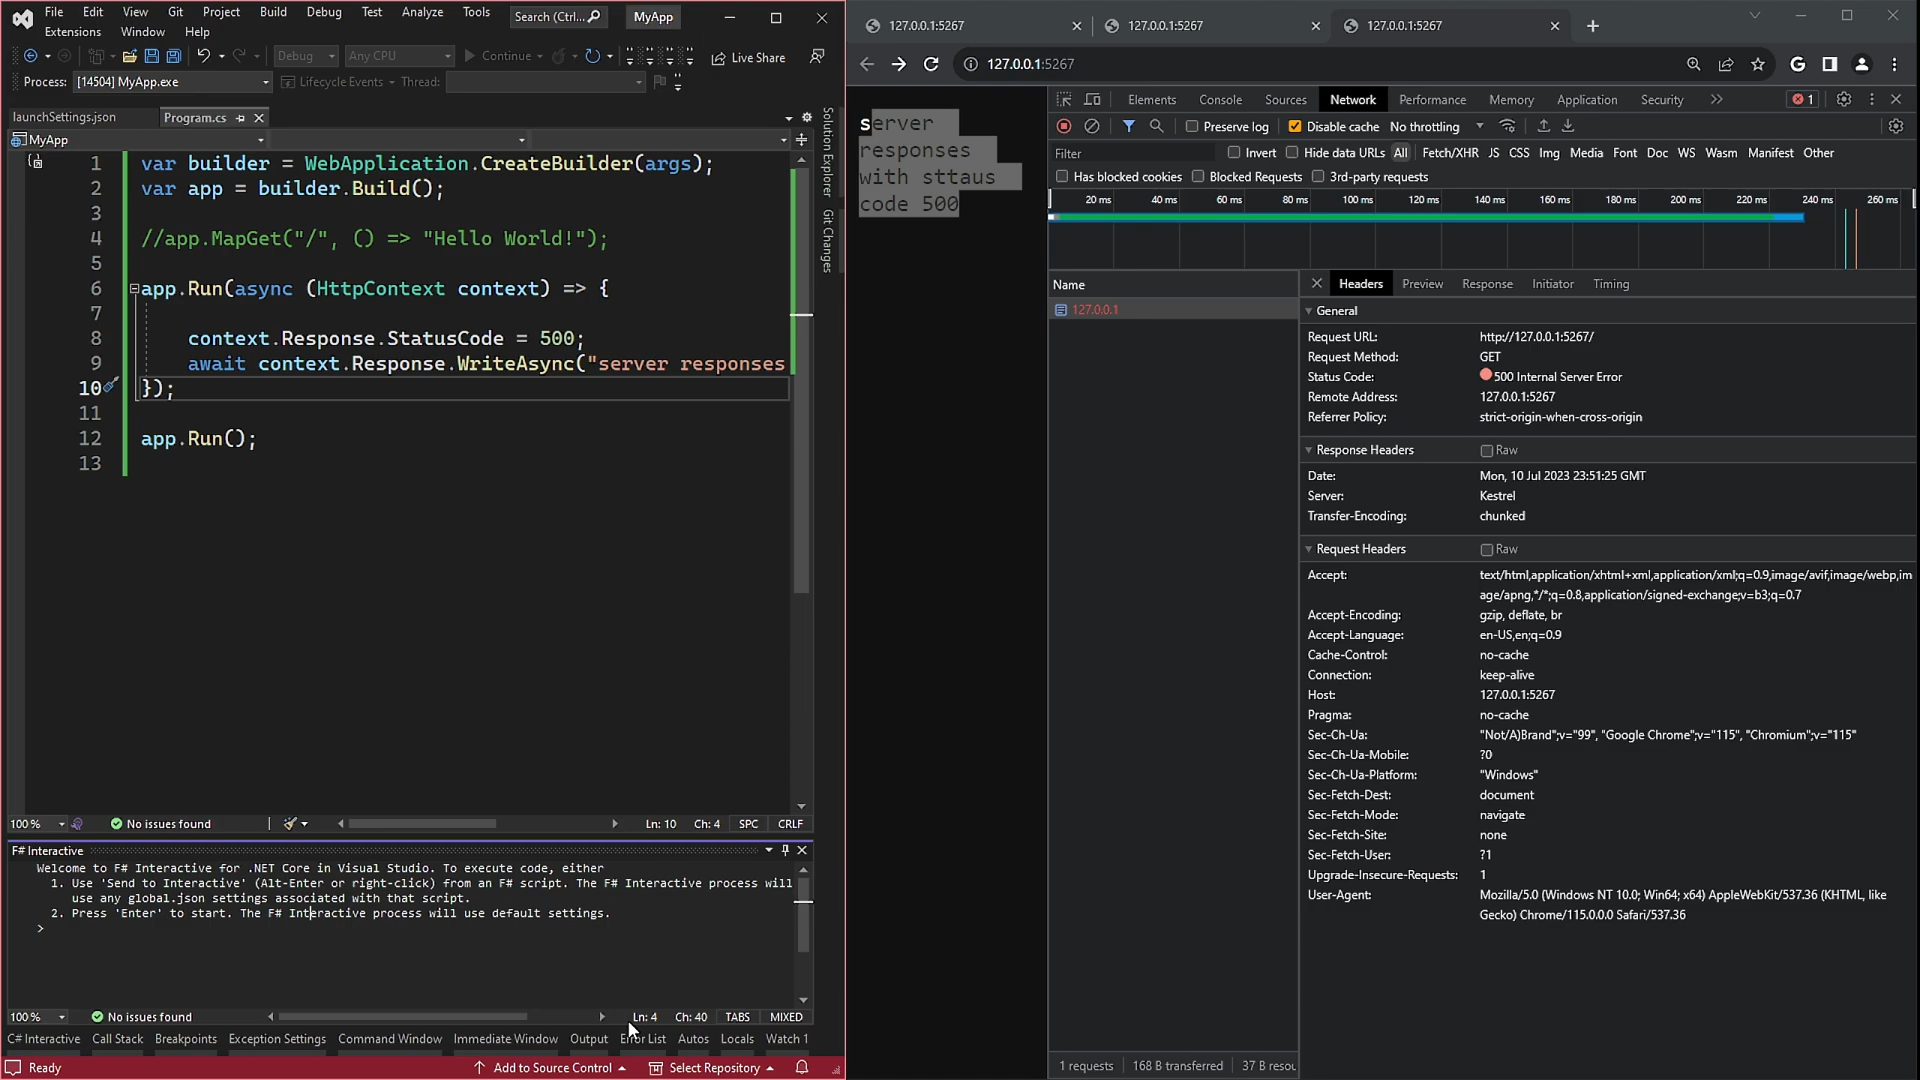 File Edit View Git Project Build Debug Test Analyze Tools Search (Ctrl... MyApp
Extensions Window Help
Debug Any CPU Continue Live Share
Process: [14504] MyApp.exe Lifecycle Events Thread:
launchSettings.json Program.cs
MyApp
1 var builder = WebApplication.CreateBuilder(args);
2 var app = builder.Build();
3
4 //app.MapGet("/", () => "Hello World!");
5
6 app.Run(async (HttpContext context) => {
7
8 context.Response.StatusCode = 500;
9 await context.Response.WriteAsync("server responses
10 });
11
12 app.Run();
13
Solution Explorer
Git Changes
100 % No issues found Ln: 10 Ch: 4 SPC CRLF
F# Interactive
Welcome to F# Interactive for .NET Core in Visual Studio. To execute code, either
1. Use 'Send to Interactive' (Alt-Enter or right-click) from an F# script. The F# Interactive process will
use any global.json settings associated with that script.
2. Press 'Enter' to start. The F# Interactive process will use default settings.
>
100 % No issues found Ln: 4 Ch: 40 TABS MIXED
C# Interactive Call Stack Breakpoints Exception Settings Command Window Immediate Window Output Error List Autos Locals Watch 1
Ready Add to Source Control Select Repository
127.0.0.1:5267 127.0.0.1:5267 127.0.0.1:5267
127.0.0.1:5267
server
responses
with sttaus
code 500
Elements Console Sources Network Performance Memory Application Security 1
Preserve log Disable cache No throttling
Filter Invert Hide data URLs All Fetch/XHR JS CSS Img Media Font Doc WS Wasm Manifest Other
Has blocked cookies Blocked Requests 3rd-party requests
20 ms 40 ms 60 ms 80 ms 100 ms 120 ms 140 ms 160 ms 180 ms 200 ms 220 ms 240 ms 260 ms
Name
127.0.0.1
Headers Preview Response Initiator Timing
General
Request URL: http://127.0.0.1:5267/
Request Method: GET
Status Code: 500 Internal Server Error
Remote Address: 127.0.0.1:5267
Referrer Policy: strict-origin-when-cross-origin
Response Headers Raw
Date: Mon, 10 Jul 2023 23:51:25 GMT
Server: Kestrel
Transfer-Encoding: chunked
Request Headers Raw
Accept: text/html,application/xhtml+xml,application/xml;q=0.9,image/avif,image/webp,im
age/apng,*/*;q=0.8,application/signed-exchange;v=b3;q=0.7
Accept-Encoding: gzip, deflate, br
Accept-Language: en-US,en;q=0.9
Cache-Control: no-cache
Connection: keep-alive
Host: 127.0.0.1:5267
Pragma: no-cache
Sec-Ch-Ua: "Not/A)Brand";v="99", "Google Chrome";v="115", "Chromium";v="115"
Sec-Ch-Ua-Mobile: ?0
Sec-Ch-Ua-Platform: "Windows"
Sec-Fetch-Dest: document
Sec-Fetch-Mode: navigate
Sec-Fetch-Site: none
Sec-Fetch-User: ?1
Upgrade-Insecure-Requests: 1
User-Agent: Mozilla/5.0 (Windows NT 10.0; Win64; x64) AppleWebKit/537.36 (KHTML, like
Gecko) Chrome/115.0.0.0 Safari/537.36
1 requests 168 B transferred 37 B resou